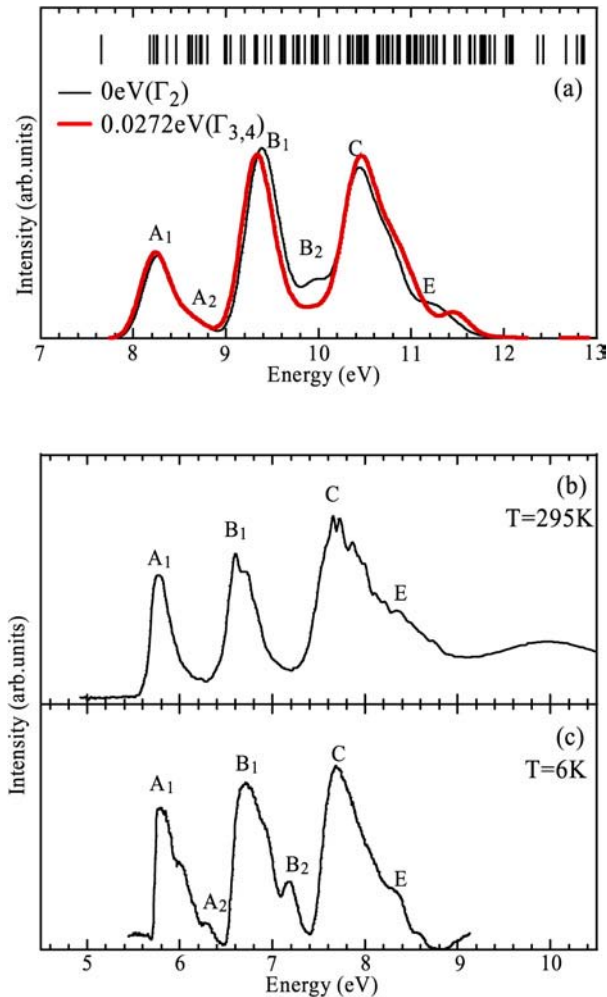 (a)
0eV(Γ2)
0.0272eV(Γ3,4)
A1
A2
B1
B2
C
E
Intensity (arb.units)
7 8 9 10 11 12 13
Energy (eV)
(b)
T=295K
A1
B1
C
E
(c)
T=6K
A1
A2
B1
B2
C
E
Intensity (arb.units)
5 6 7 8 9 10
Energy (eV)